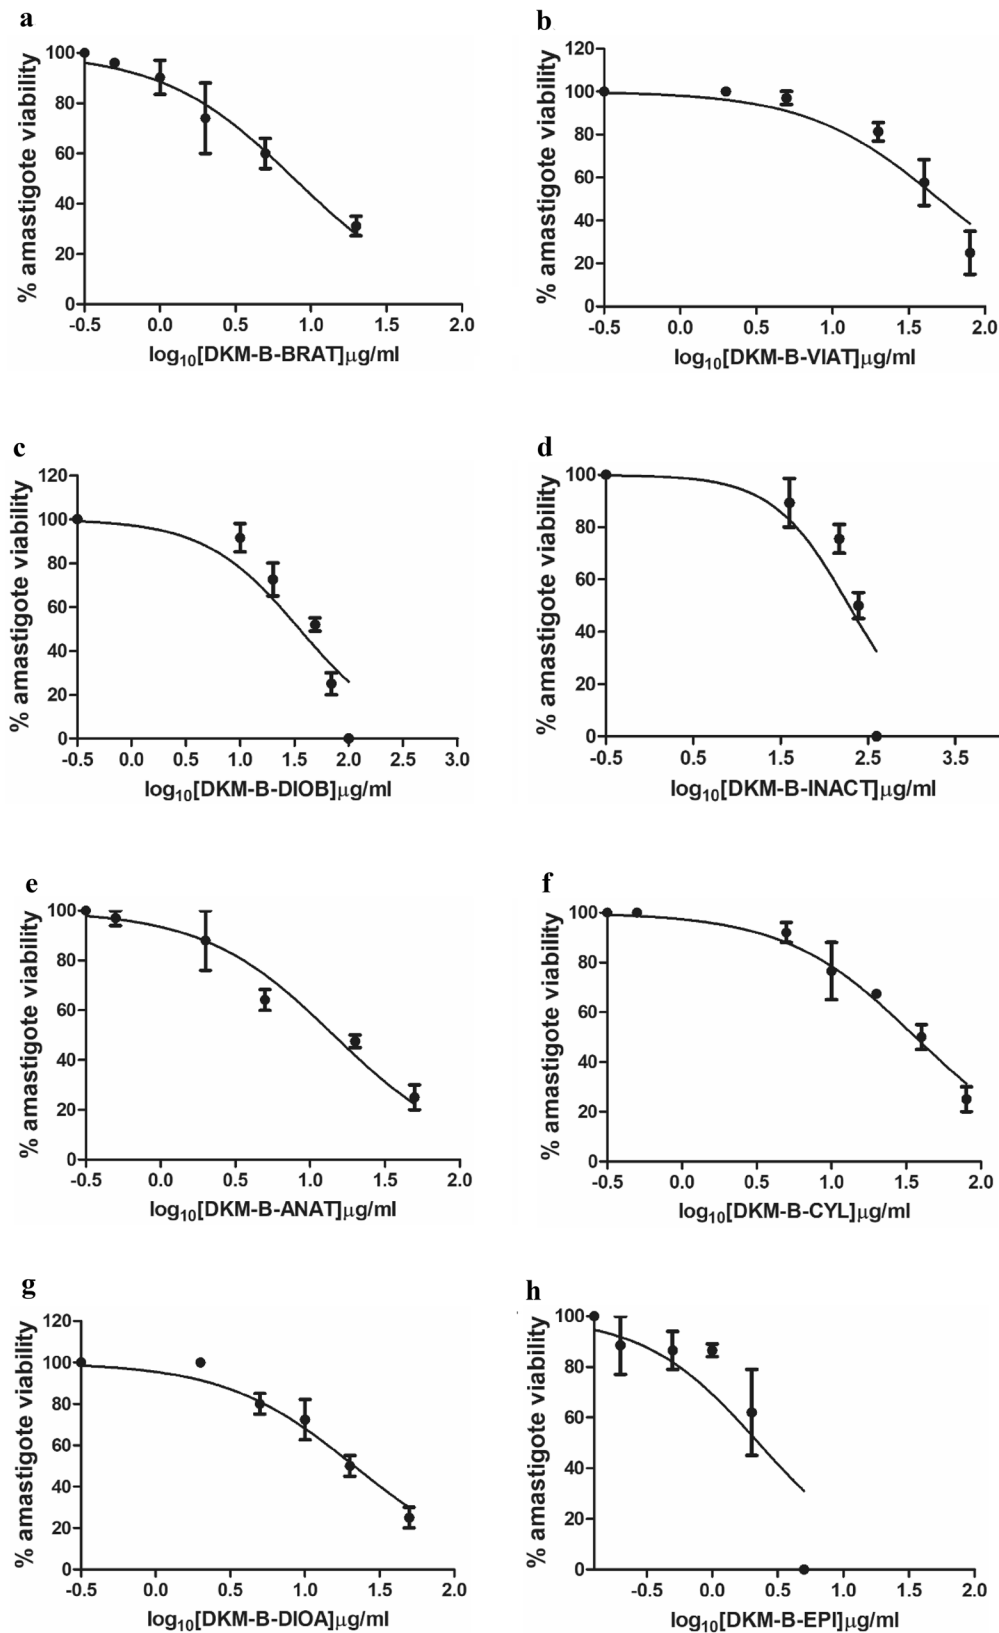 a
% amastigote viability
100
80
60
40
20
0
-0.5 0.0 0.5 1.0 1.5 2.0
log10[DKM-B-BRAT]µg/ml
b
% amastigote viability
120
100
80
60
40
20
0
-0.5 0.0 0.5 1.0 1.5 2.0
log10[DKM-B-VIAT]µg/ml
c
% amastigote viability
120
100
80
60
40
20
0
-0.5 0.0 0.5 1.0 1.5 2.0 2.5 3.0
log10[DKM-B-DIOB]µg/ml
d
% amastigote viability
100
80
60
40
20
0
-0.5 0.5 1.5 2.5 3.5
log10[DKM-B-INACT]µg/ml
e
% amastigote viability
100
80
60
40
20
0
-0.5 0.0 0.5 1.0 1.5 2.0
log10[DKM-B-ANAT]µg/ml
f
% amastigote viability
100
80
60
40
20
0
-0.5 0.0 0.5 1.0 1.5 2.0
log10[DKM-B-CYL]µg/ml
g
% amastigote viability
120
100
80
60
40
20
0
-0.5 0.0 0.5 1.0 1.5 2.0
log10[DKM-B-DIOA]µg/ml
h
% amastigote viability
100
80
60
40
20
0
-0.5 0.0 0.5 1.0 1.5 2.0
log10[DKM-B-EPI]µg/ml